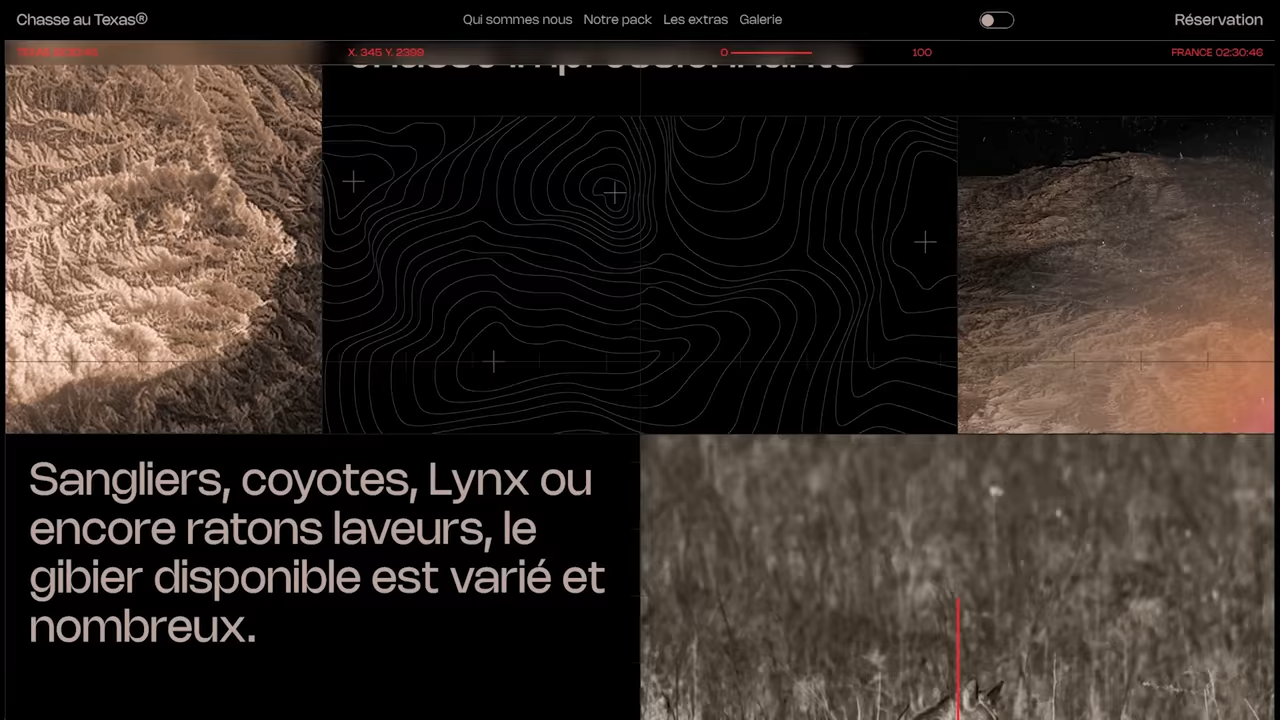 Chasse au Texas®
Qui sommes nous Notre pack Les extras Galerie
Réservation
X. 345 Y. 2399
0
100
FRANCE 02:30:46
Sangliers, coyotes, Lynx ou
encore ratons laveurs, le
gibier disponible est varié et
nombreux.